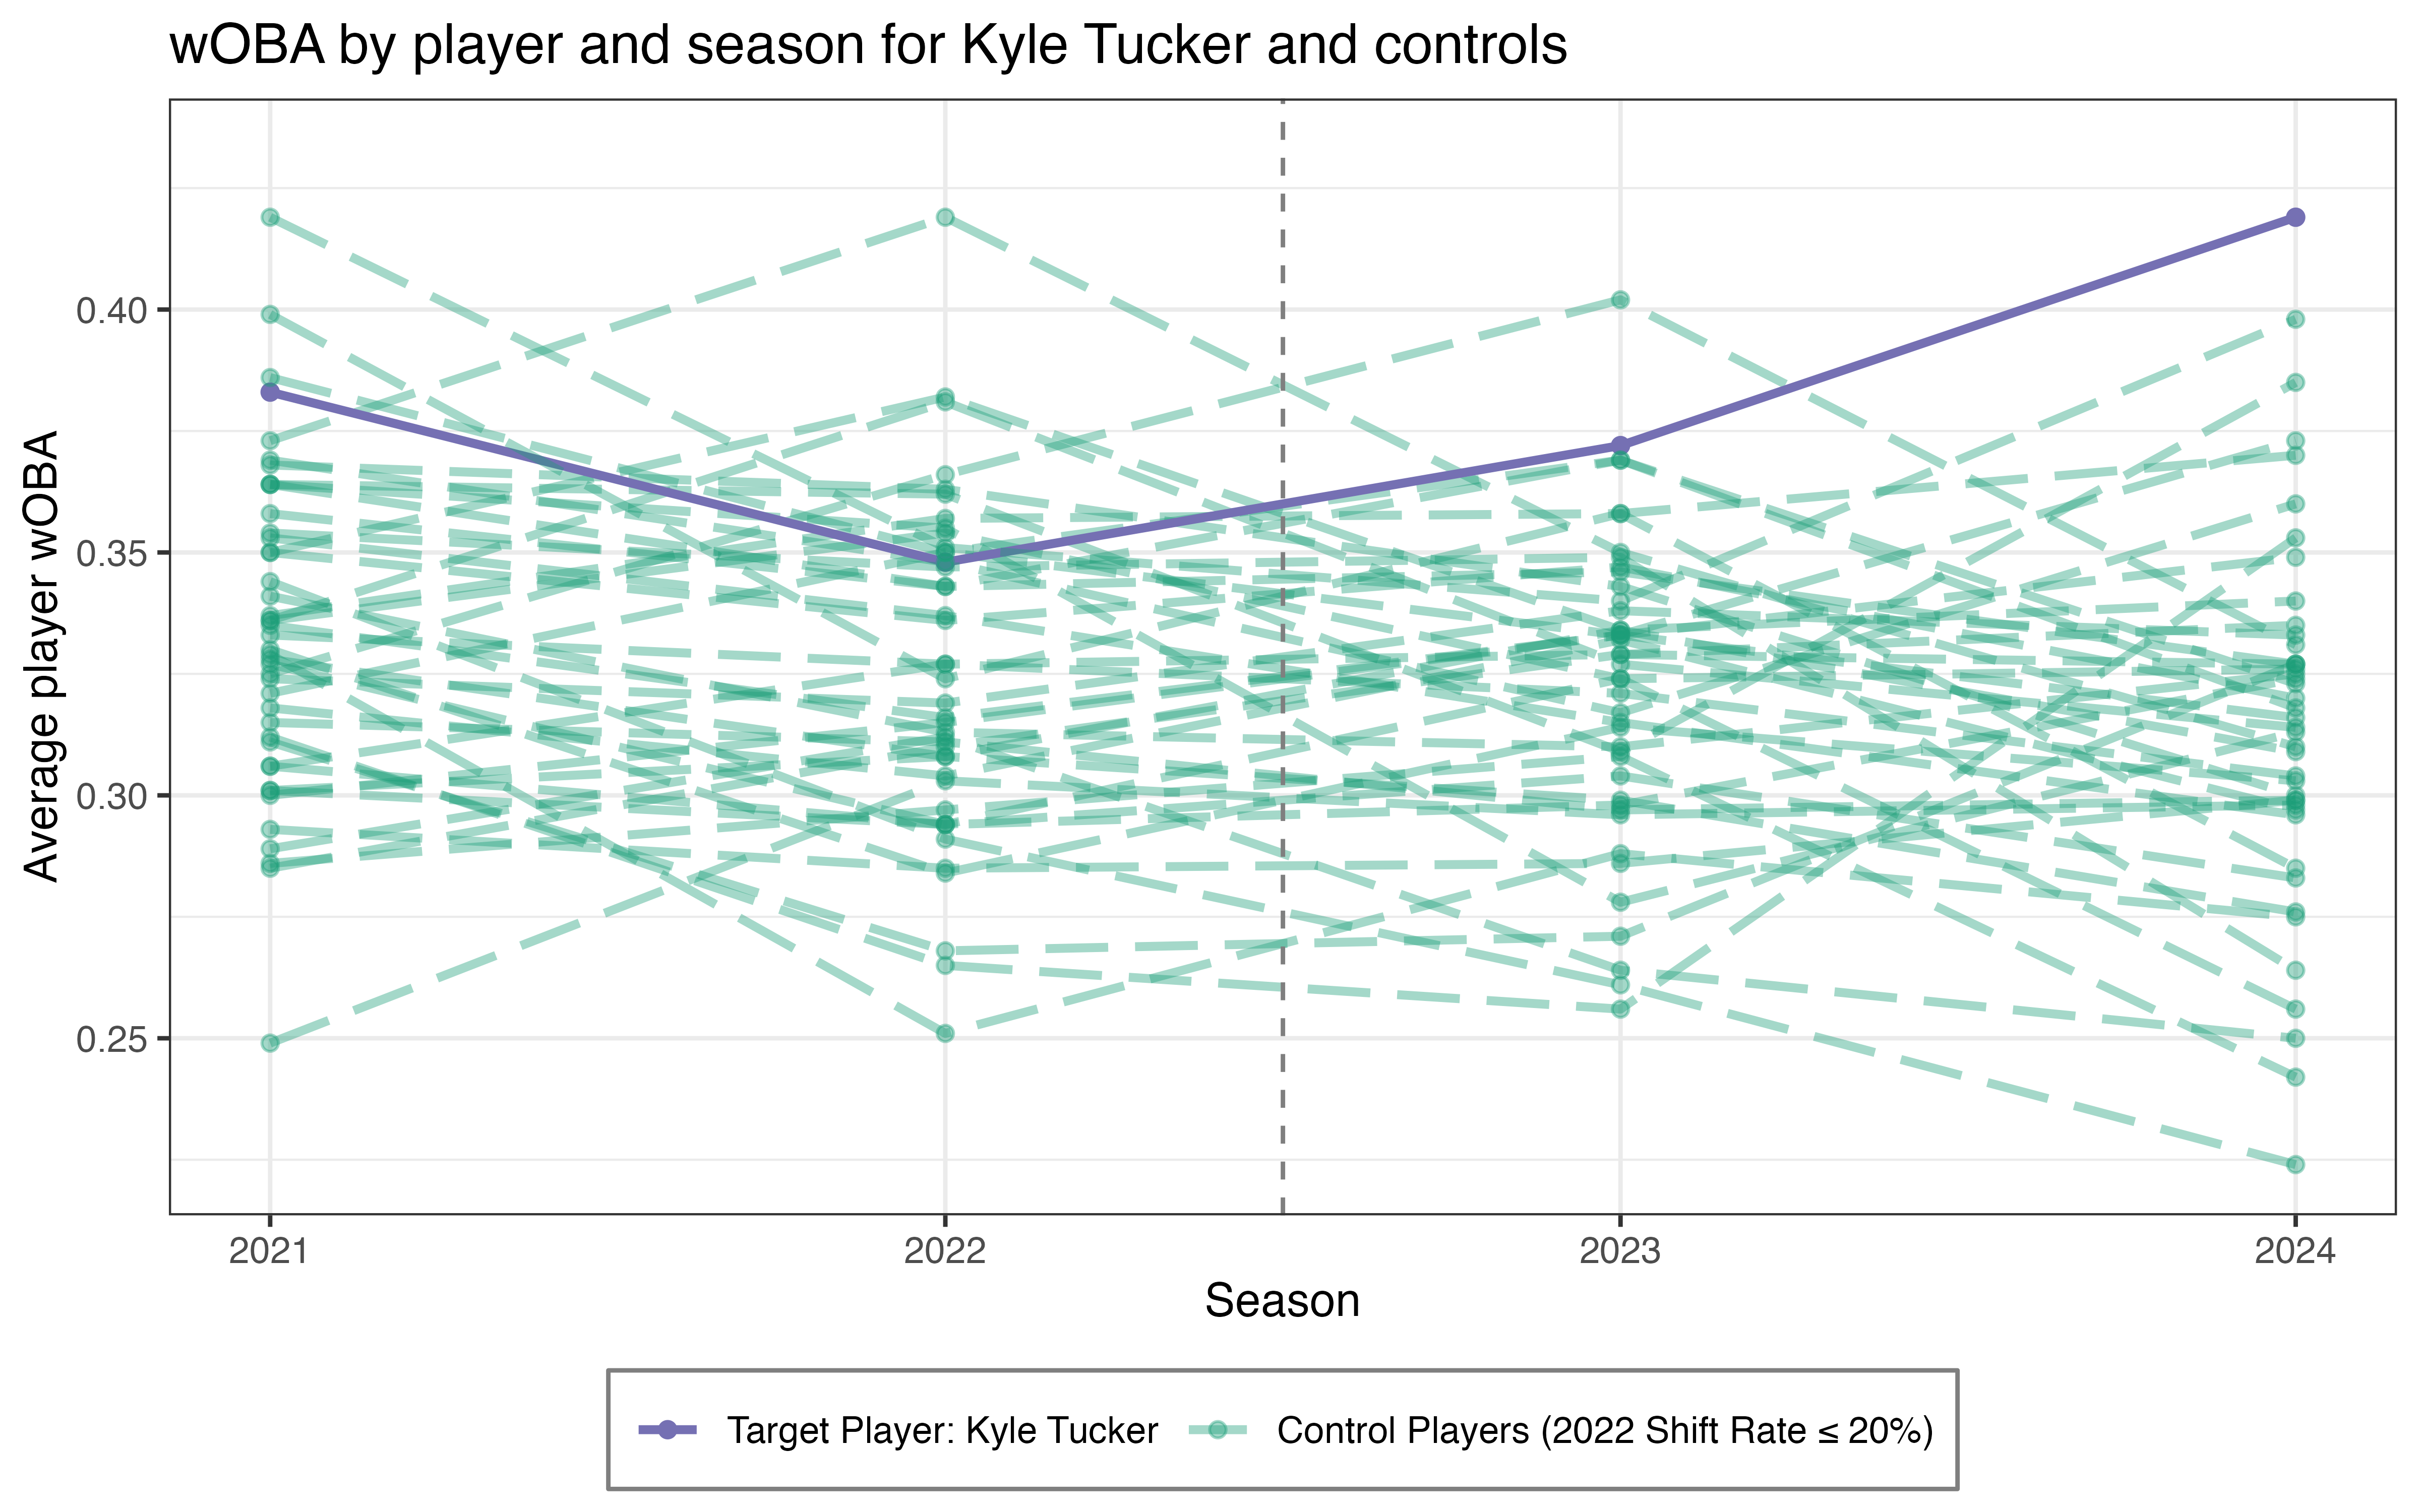 wOBA by player and season for Kyle Tucker and controls
Average player wOBA
0.40
0.35
0.30
0.25
2021
2022
2023
2024
Season
Target Player: Kyle Tucker
Control Players (2022 Shift Rate ≤ 20%)